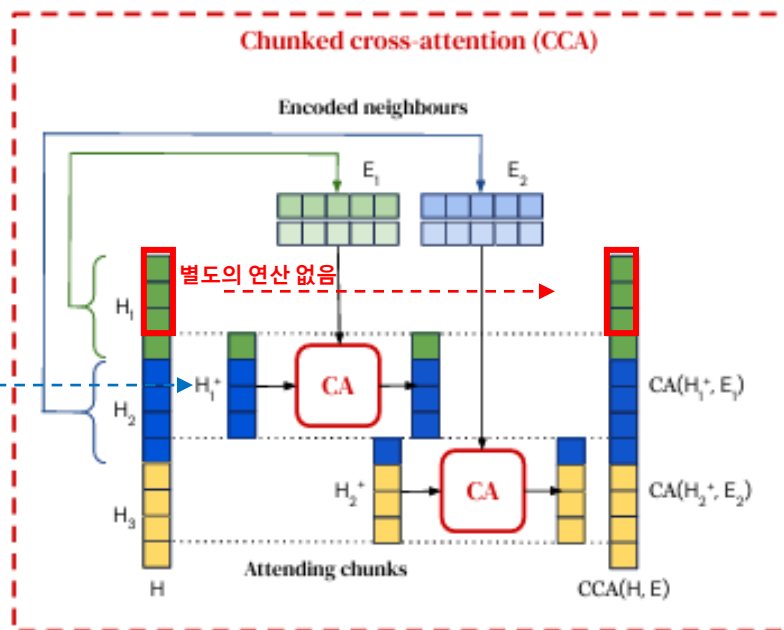 Chunked cross-attention (CCA)
Encoded neighbours
E₁
E₂
별도의 연산 없음
H₁
H₁⁺
CA
CA(H₁⁺, E₁)
H₂
H₂⁺
CA
CA(H₂⁺, E₂)
H₃
Attending chunks
H
CCA(H, E)